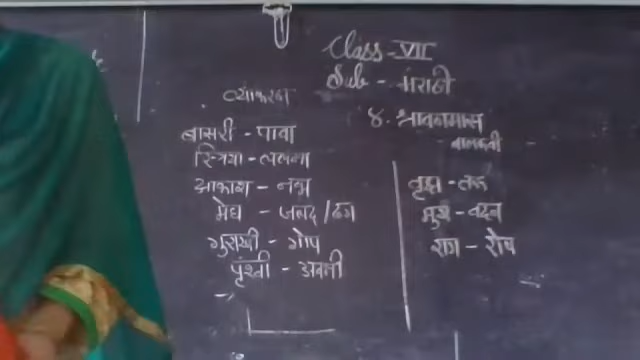 Class - VII
Sub - मराठी
व्याकरण
४. श्रावणमास
बालकवी
बासरी - पावा
स्त्रिया - ललना
आकाश - नभ
मेघ - जलद / ढग
गुराखी - गोप
पृथ्वी - अवनी
वृक्ष - तरू
मुख - वदन
राग - रोष